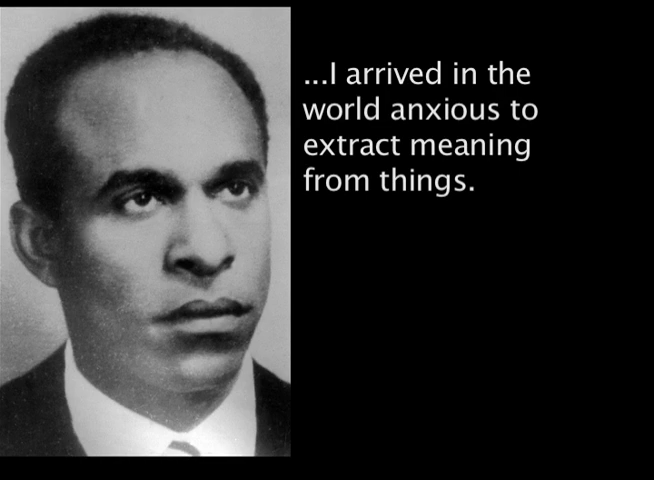 ...I arrived in the
world anxious to
extract meaning
from things.